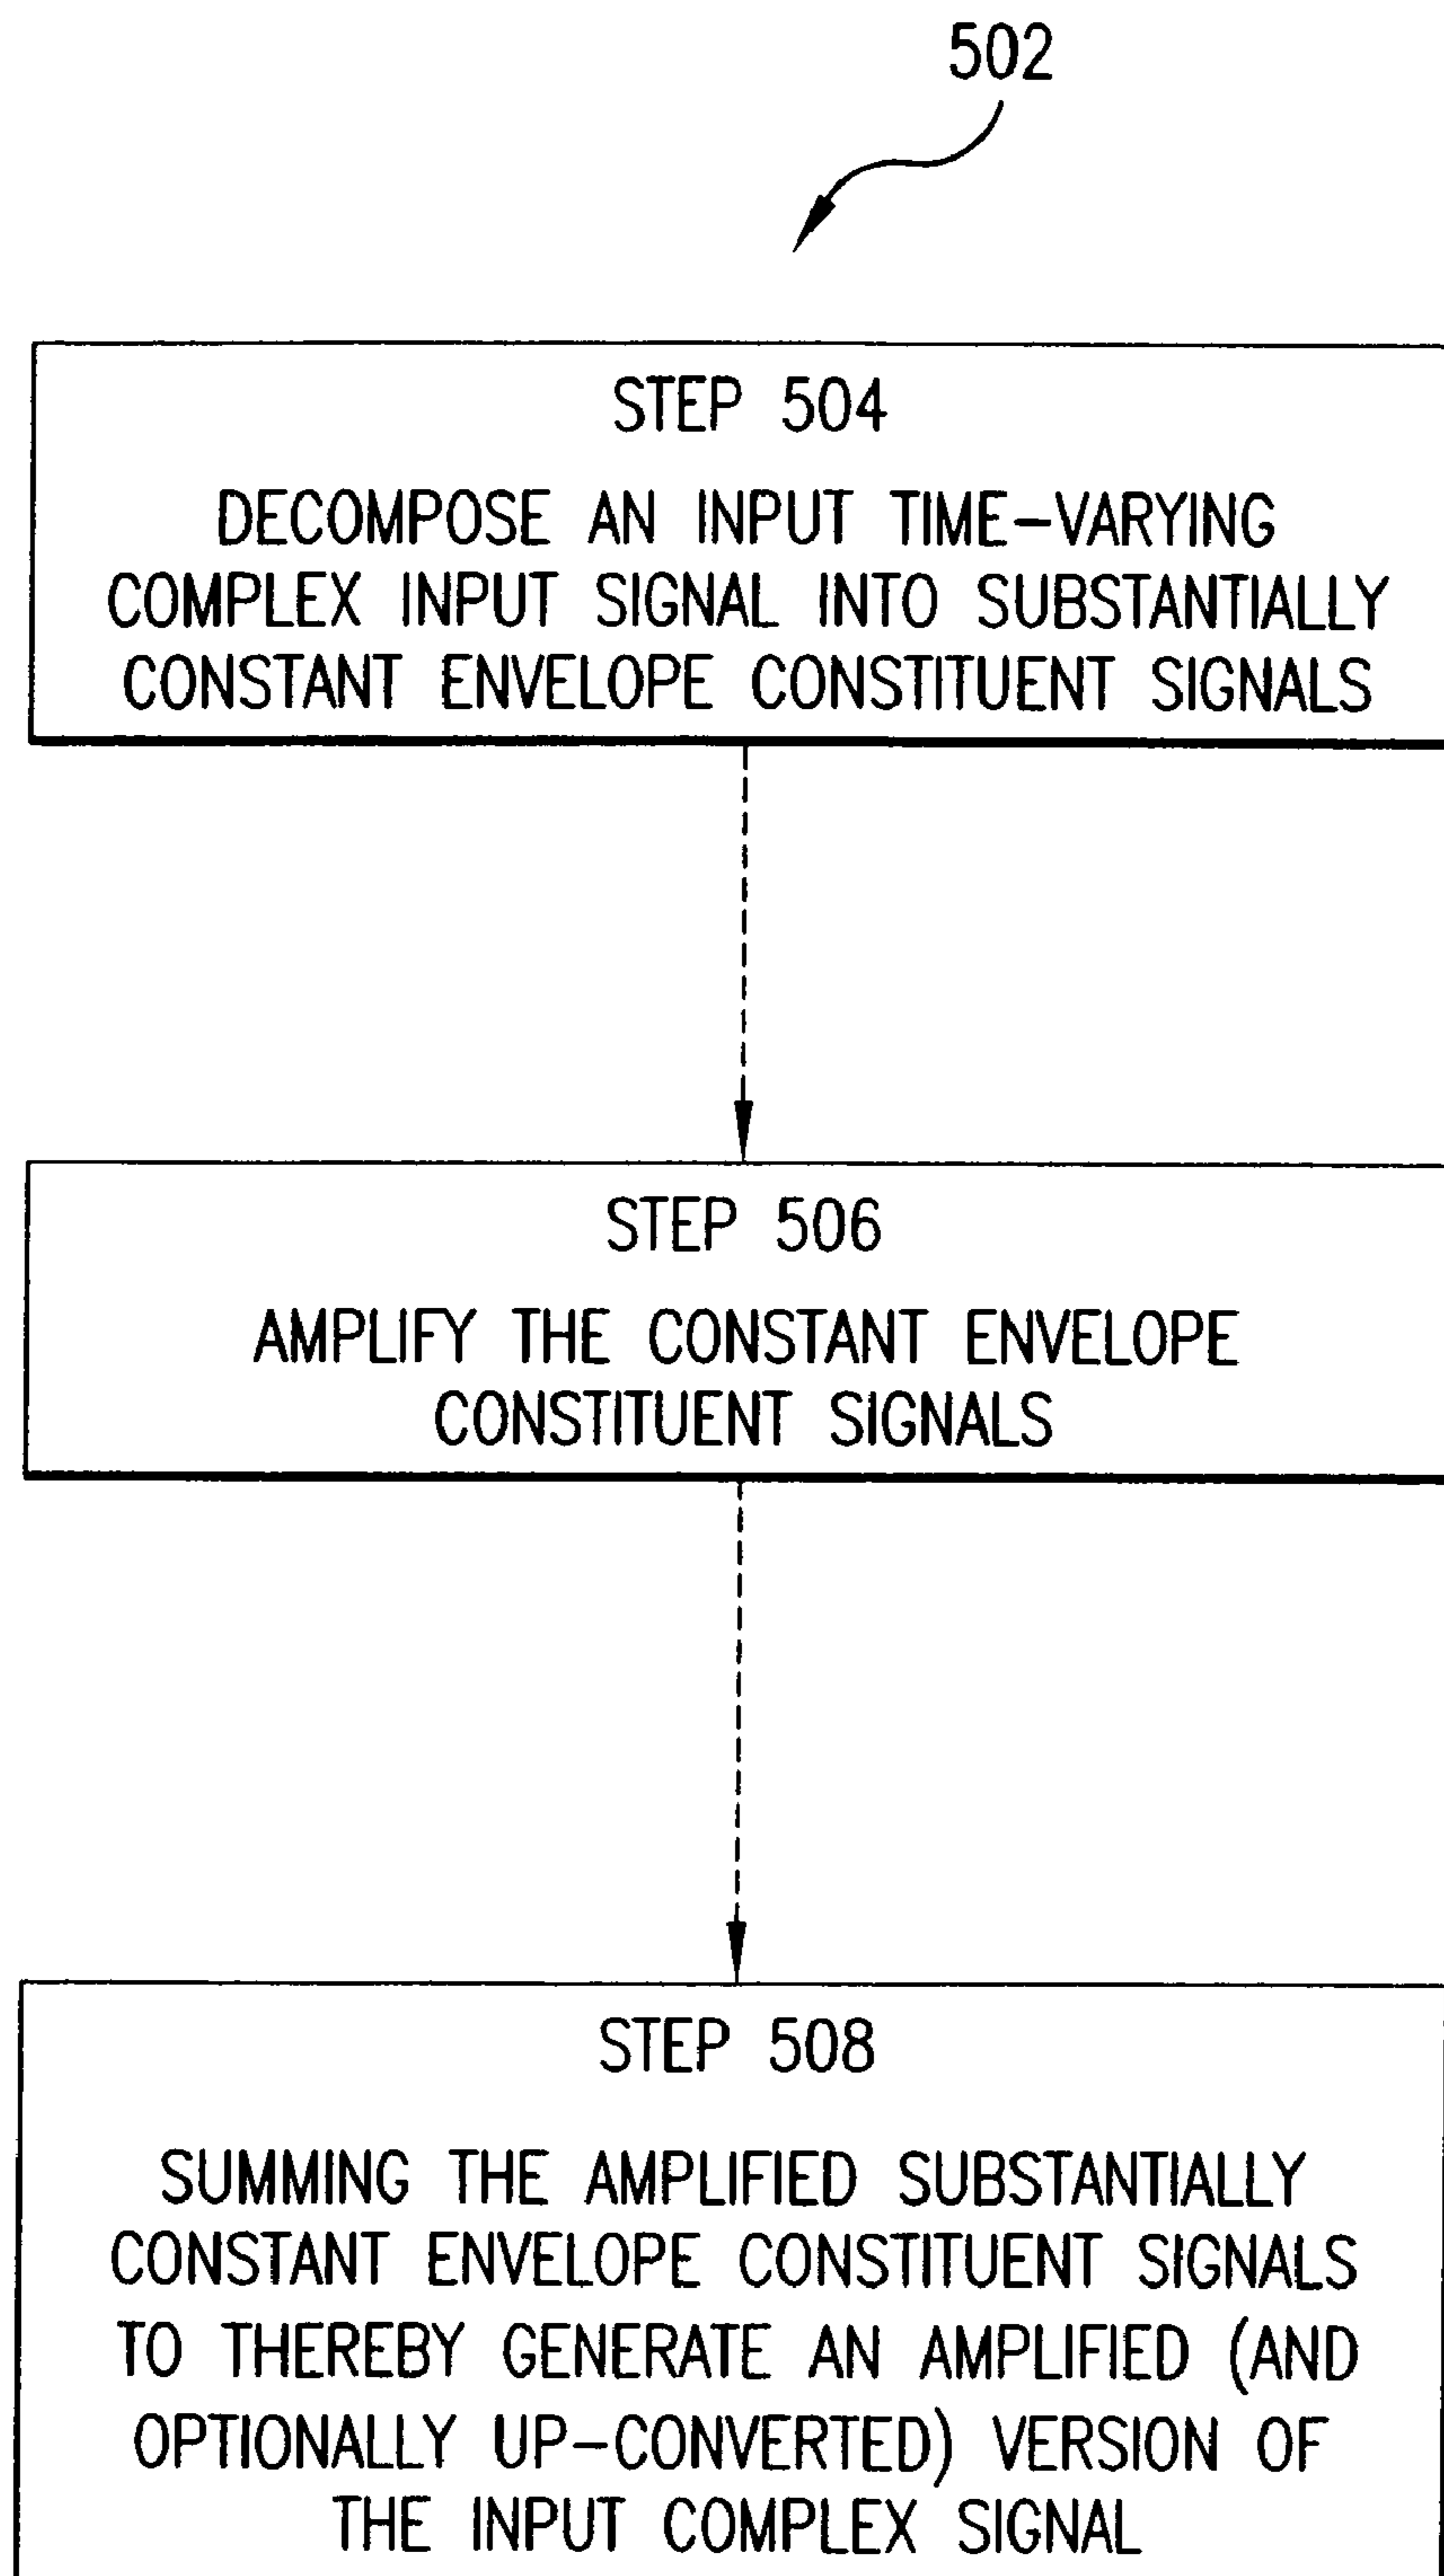 502
STEP 504
DECOMPOSE AN INPUT TIME-VARYING
COMPLEX INPUT SIGNAL INTO SUBSTANTIALLY
CONSTANT ENVELOPE CONSTITUENT SIGNALS
STEP 506
AMPLIFY THE CONSTANT ENVELOPE
CONSTITUENT SIGNALS
STEP 508
SUMMING THE AMPLIFIED SUBSTANTIALLY
CONSTANT ENVELOPE CONSTITUENT SIGNALS
TO THEREBY GENERATE AN AMPLIFIED (AND
OPTIONALLY UP-CONVERTED) VERSION OF
THE INPUT COMPLEX SIGNAL